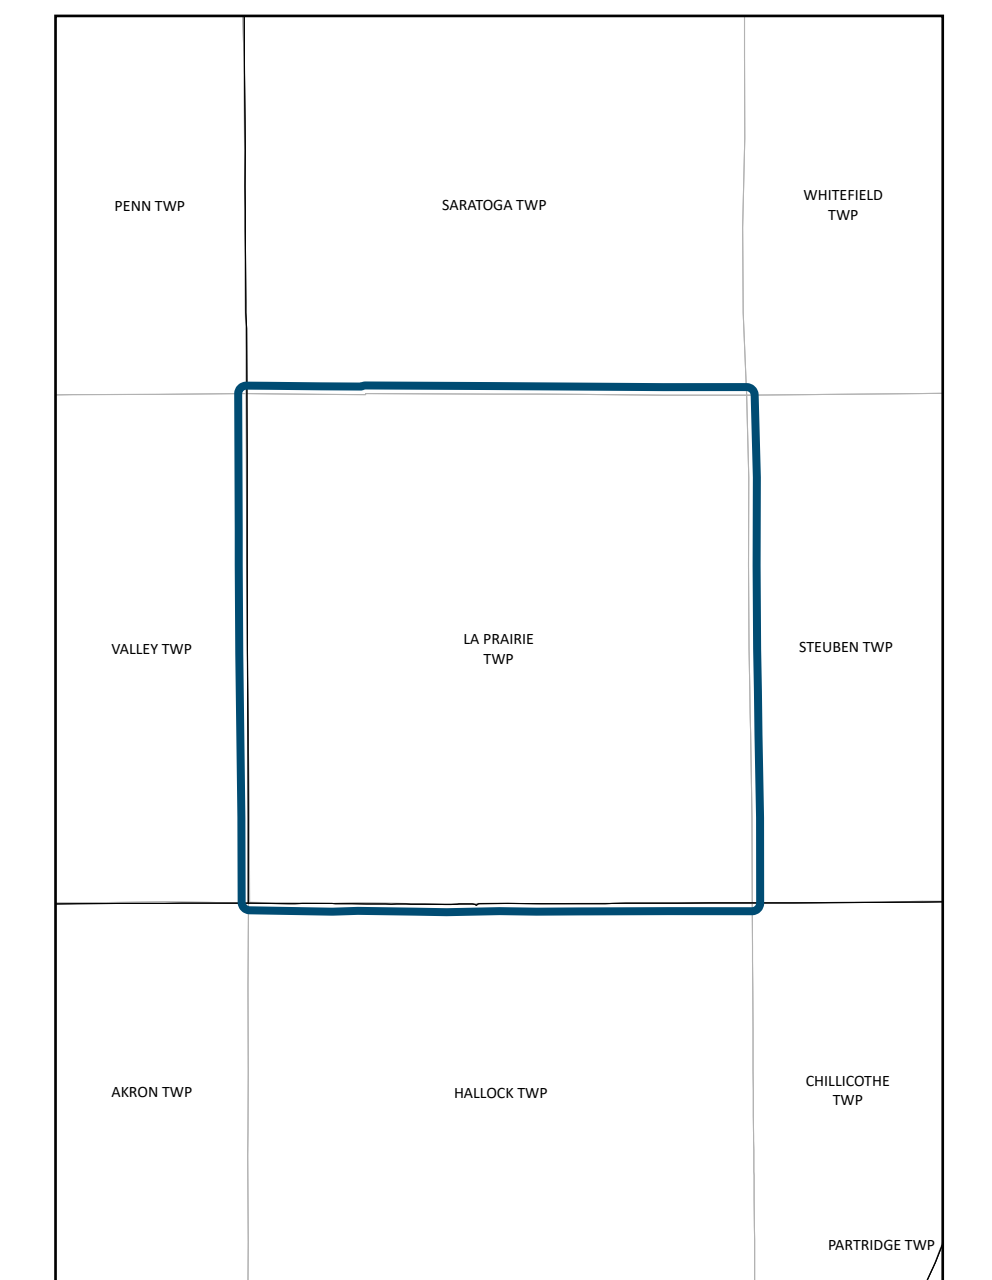 PENN TWP
SARATOGA TWP
WHITEFIELD
TWP
VALLEY TWP
LA PRAIRIE
TWP
STEUBEN TWP
AKRON TWP
HALLOCK TWP
CHILLICOTHE
TWP
PARTRIDGE TWP